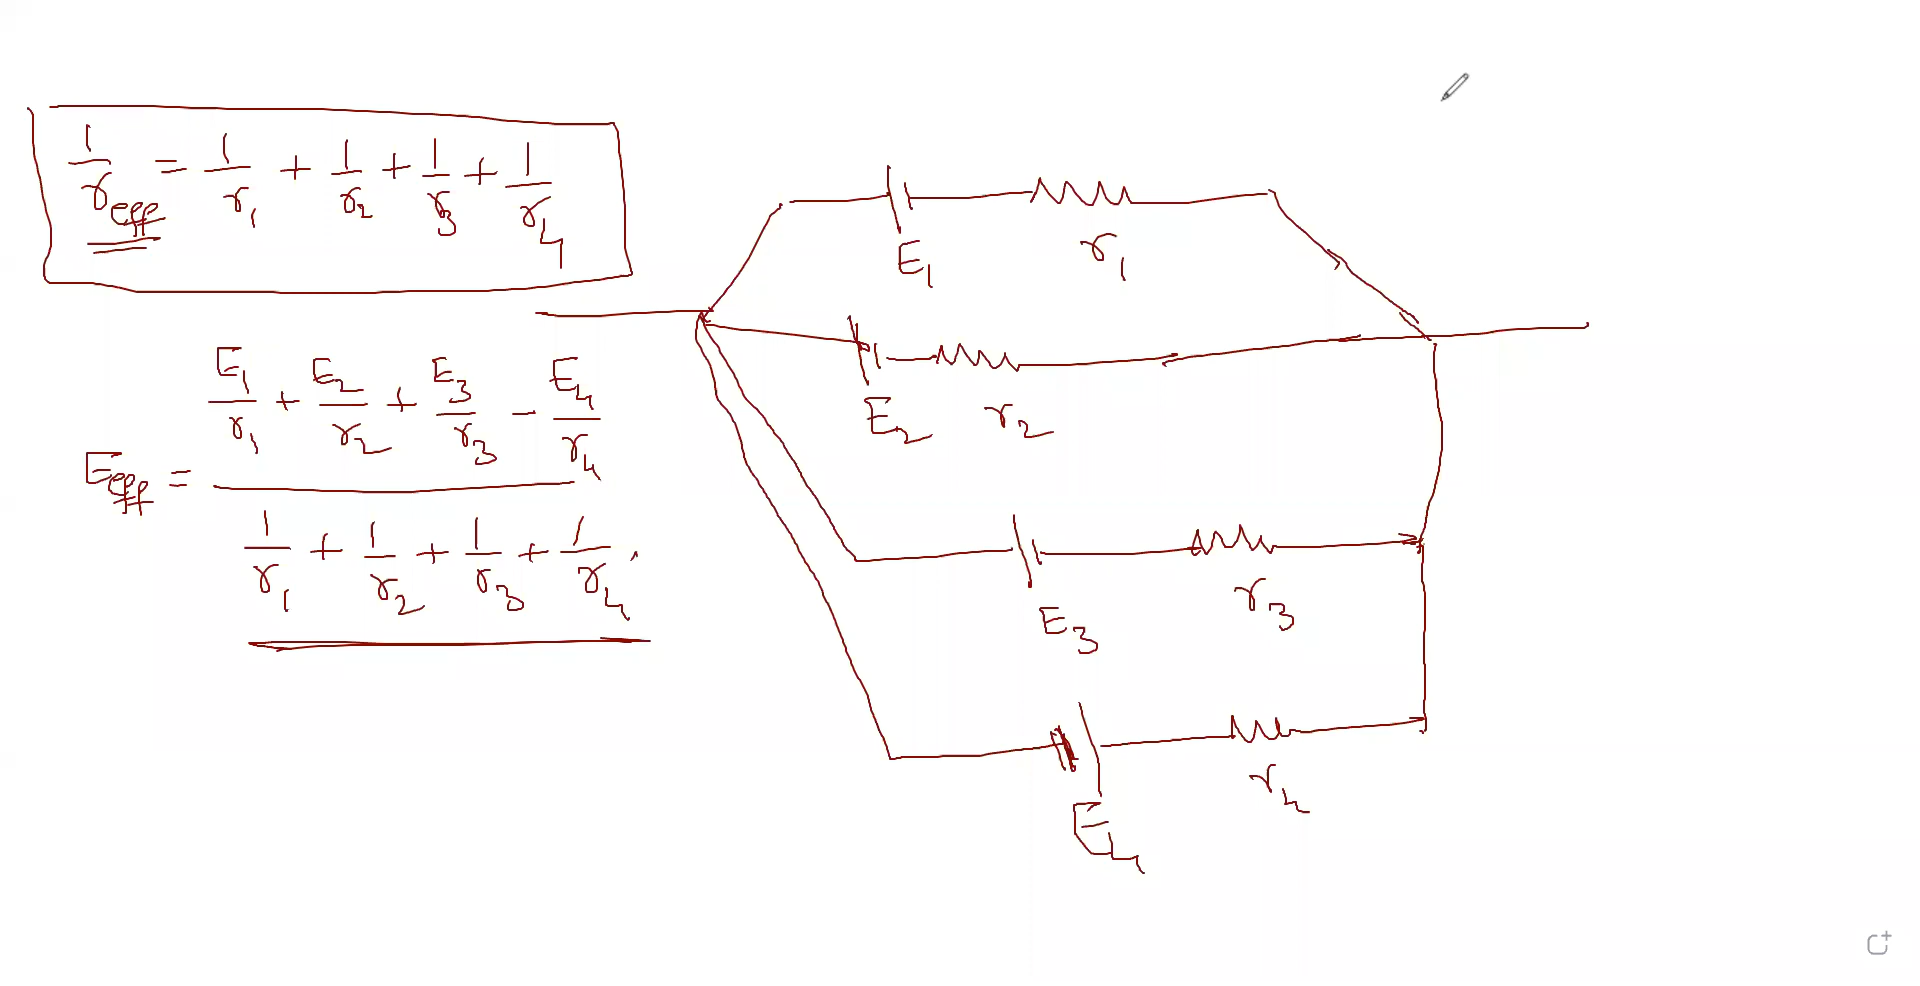 1/r_eff = 1/r1 + 1/r2 + 1/r3 + 1/r4
E_eff = (E1/r1 + E2/r2 + E3/r3 - E4/r4) / (1/r1 + 1/r2 + 1/r3 + 1/r4)
E1 r1
E2 r2
E3 r3
E4 r4